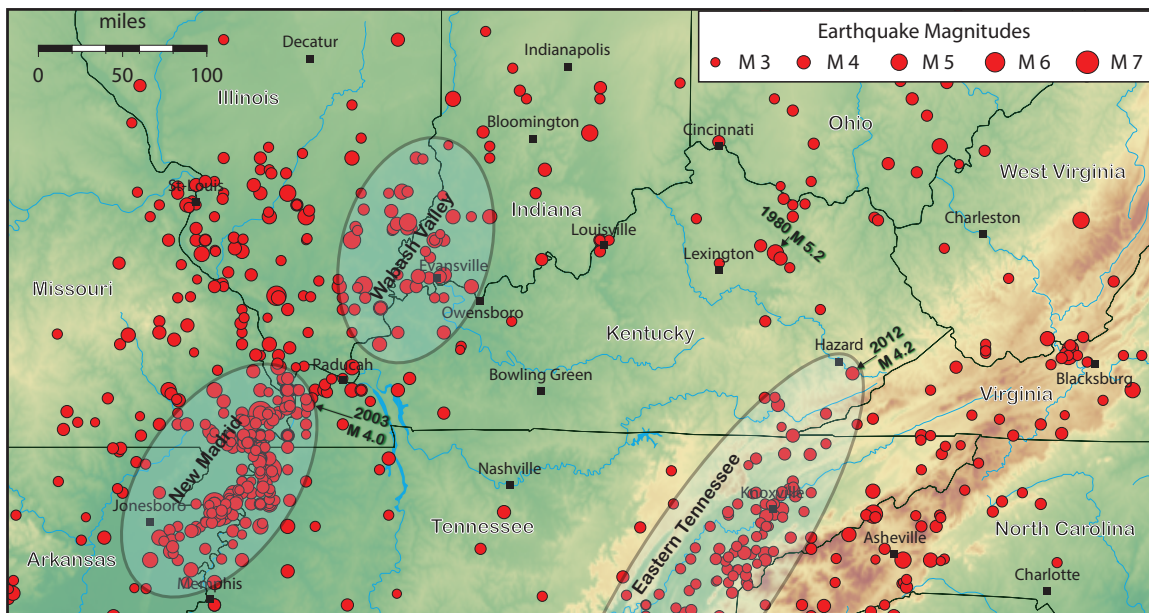 miles
0 50 100
Earthquake Magnitudes
M 3 M 4 M 5 M 6 M 7
Decatur
Indianapolis
Illinois
Bloomington
Cincinnati
Ohio
West Virginia
St-Louis
Wabash Valley
Indiana
Louisville
1980 M 5.2
Charleston
Lexington
Evansville
Missouri
Owensboro
Kentucky
Hazard
2012
M 4.2
Paducah
Bowling Green
Blacksburg
Virginia
2003
M 4.0
New Madrid
Nashville
Knoxville
Jonesboro
Tennessee
Eastern Tennessee
North Carolina
Asheville
Arkansas
Memphis
Charlotte